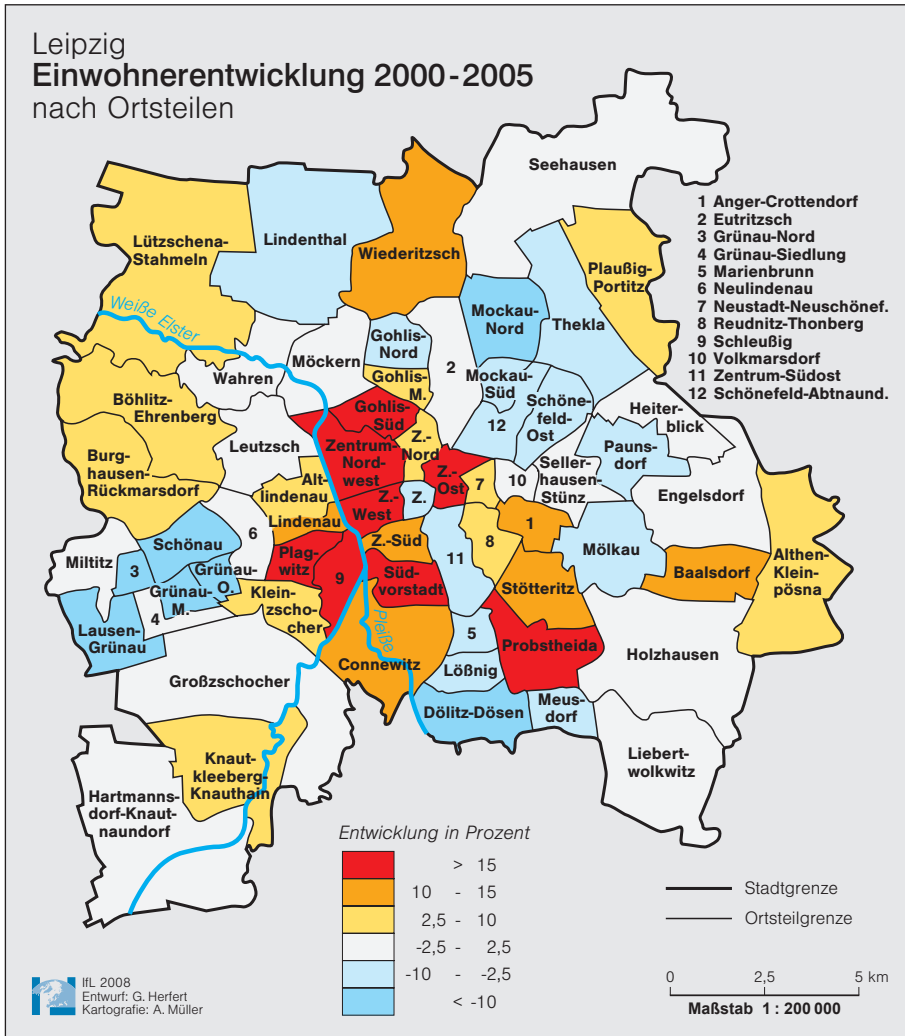 Leipzig
Einwohnerentwicklung 2000-2005
nach Ortsteilen
Seehausen
1 Anger-Crottendorf
2 Eutritzsch
3 Grünau-Nord
4 Grünau-Siedlung
5 Marienbrunn
6 Neulindenau
7 Neustadt-Neuschönef.
8 Reudnitz-Thonberg
9 Schleußig
10 Volkmarsdorf
11 Zentrum-Südost
12 Schönefeld-Abtnaund.
Lützschena-
Stahmeln
Lindenthal
Wiederitzsch
Plaußig-
Portitz
Weiße Elster
Mockau-
Nord
Thekla
Gohlis-
Nord
Möckern
2
Wahren
Gohlis-
M.
Mockau-
Süd
Schöne-
feld-
Ost
12
Böhlitz-
Ehrenberg
Gohlis-
Süd
Heiter-
blick
Leutzsch
Zentrum-
Nord-
west
Z.-
Nord
Pauns-
dorf
Burg-
hausen-
Rückmarsdorf
Alt-
lindenau
Z.-
Ost
7
10
Seller-
hausen-
Stünz
Engelsdorf
Z.-
West
Z.
Lindenau
6
1
Schönau
Z.-Süd
8
11
Miltitz
3
Grünau-
O.
Plag-
witz
9
Süd-
vorstadt
Mölkau
Althen-
Klein-
pösna
Grünau-
M.
Stötteritz
Baalsdorf
4
Klein-
zschocher
Lausen-
Grünau
Pleiße
5
Probstheida
Connewitz
Lößnig
Holzhausen
Großzschocher
Dölitz-Dösen
Meus-
dorf
Knaut-
kleeberg-
Knauthain
Liebert-
wolkwitz
Hartmanns-
dorf-Knaut-
naundorf
Entwicklung in Prozent
> 15
10 - 15
2,5 - 10
-2,5 - 2,5
-10 - -2,5
< -10
Stadtgrenze
Ortsteilgrenze
0 2,5 5 km
Maßstab 1 : 200 000
IfL 2008
Entwurf: G. Herfert
Kartografie: A. Müller